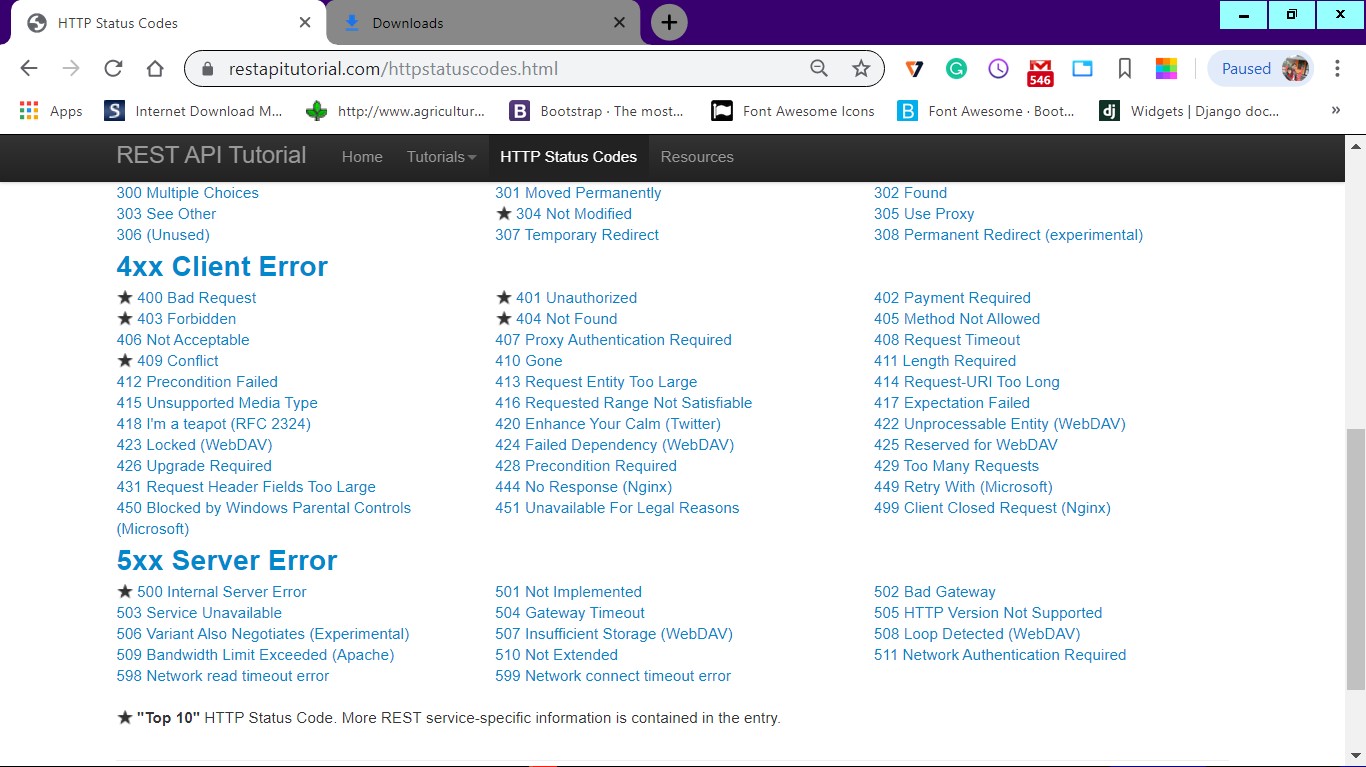 HTTP Status Codes
Downloads
restapitutorial.com/httpstatuscodes.html
546
Paused
Apps
Internet Download M...
http://www.agricultur...
B
Bootstrap · The most...
Font Awesome Icons
B
Font Awesome · Boot...
dj
Widgets | Django doc...
»
REST API Tutorial
Home
Tutorials
HTTP Status Codes
Resources
300 Multiple Choices 301 Moved Permanently 302 Found
303 See Other ★ 304 Not Modified 305 Use Proxy
306 (Unused) 307 Temporary Redirect 308 Permanent Redirect (experimental)
4xx Client Error
★ 400 Bad Request ★ 401 Unauthorized 402 Payment Required
★ 403 Forbidden ★ 404 Not Found 405 Method Not Allowed
406 Not Acceptable 407 Proxy Authentication Required 408 Request Timeout
★ 409 Conflict 410 Gone 411 Length Required
412 Precondition Failed 413 Request Entity Too Large 414 Request-URI Too Long
415 Unsupported Media Type 416 Requested Range Not Satisfiable 417 Expectation Failed
418 I'm a teapot (RFC 2324) 420 Enhance Your Calm (Twitter) 422 Unprocessable Entity (WebDAV)
423 Locked (WebDAV) 424 Failed Dependency (WebDAV) 425 Reserved for WebDAV
426 Upgrade Required 428 Precondition Required 429 Too Many Requests
431 Request Header Fields Too Large 444 No Response (Nginx) 449 Retry With (Microsoft)
450 Blocked by Windows Parental Controls 451 Unavailable For Legal Reasons 499 Client Closed Request (Nginx)
(Microsoft)
5xx Server Error
★ 500 Internal Server Error 501 Not Implemented 502 Bad Gateway
503 Service Unavailable 504 Gateway Timeout 505 HTTP Version Not Supported
506 Variant Also Negotiates (Experimental) 507 Insufficient Storage (WebDAV) 508 Loop Detected (WebDAV)
509 Bandwidth Limit Exceeded (Apache) 510 Not Extended 511 Network Authentication Required
598 Network read timeout error 599 Network connect timeout error
★ "Top 10" HTTP Status Code. More REST service-specific information is contained in the entry.